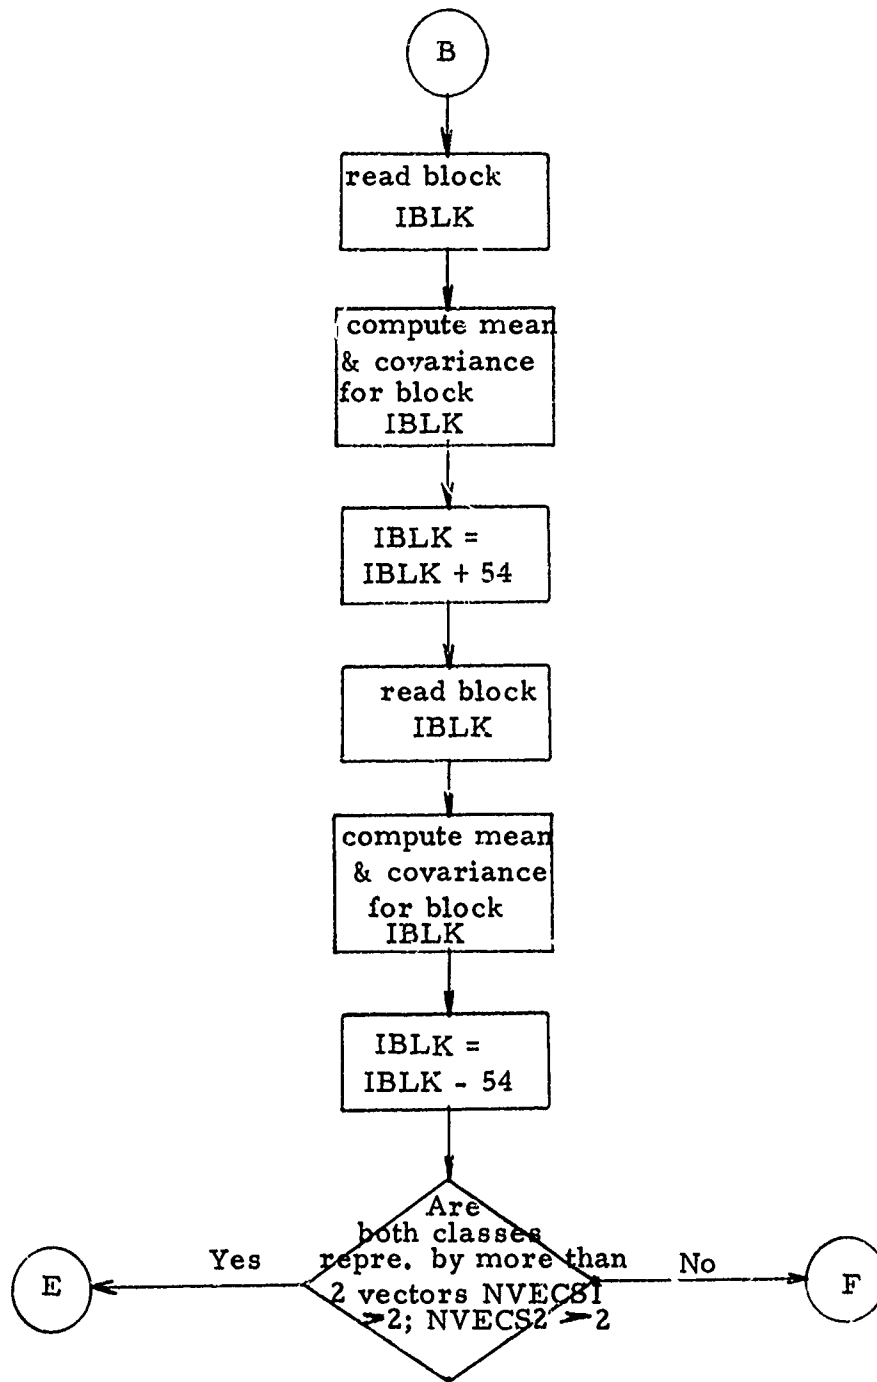 B
read block
IBLK
compute mean
& covariance
for block
IBLK
IBLK =
IBLK + 54
read block
IBLK
compute mean
& covariance
for block
IBLK
IBLK =
IBLK - 54
Are
both classes
repre. by more than
2 vectors NVECS1
>2; NVECS2 > 2
Yes
No
E
F